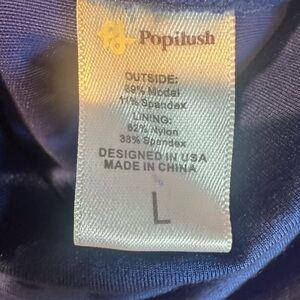 Popilush
OUTSIDE:
89% Modal
11% Spandex
LINING:
62% Nylon
38% Spandex
DESIGNED IN USA
MADE IN CHINA
L